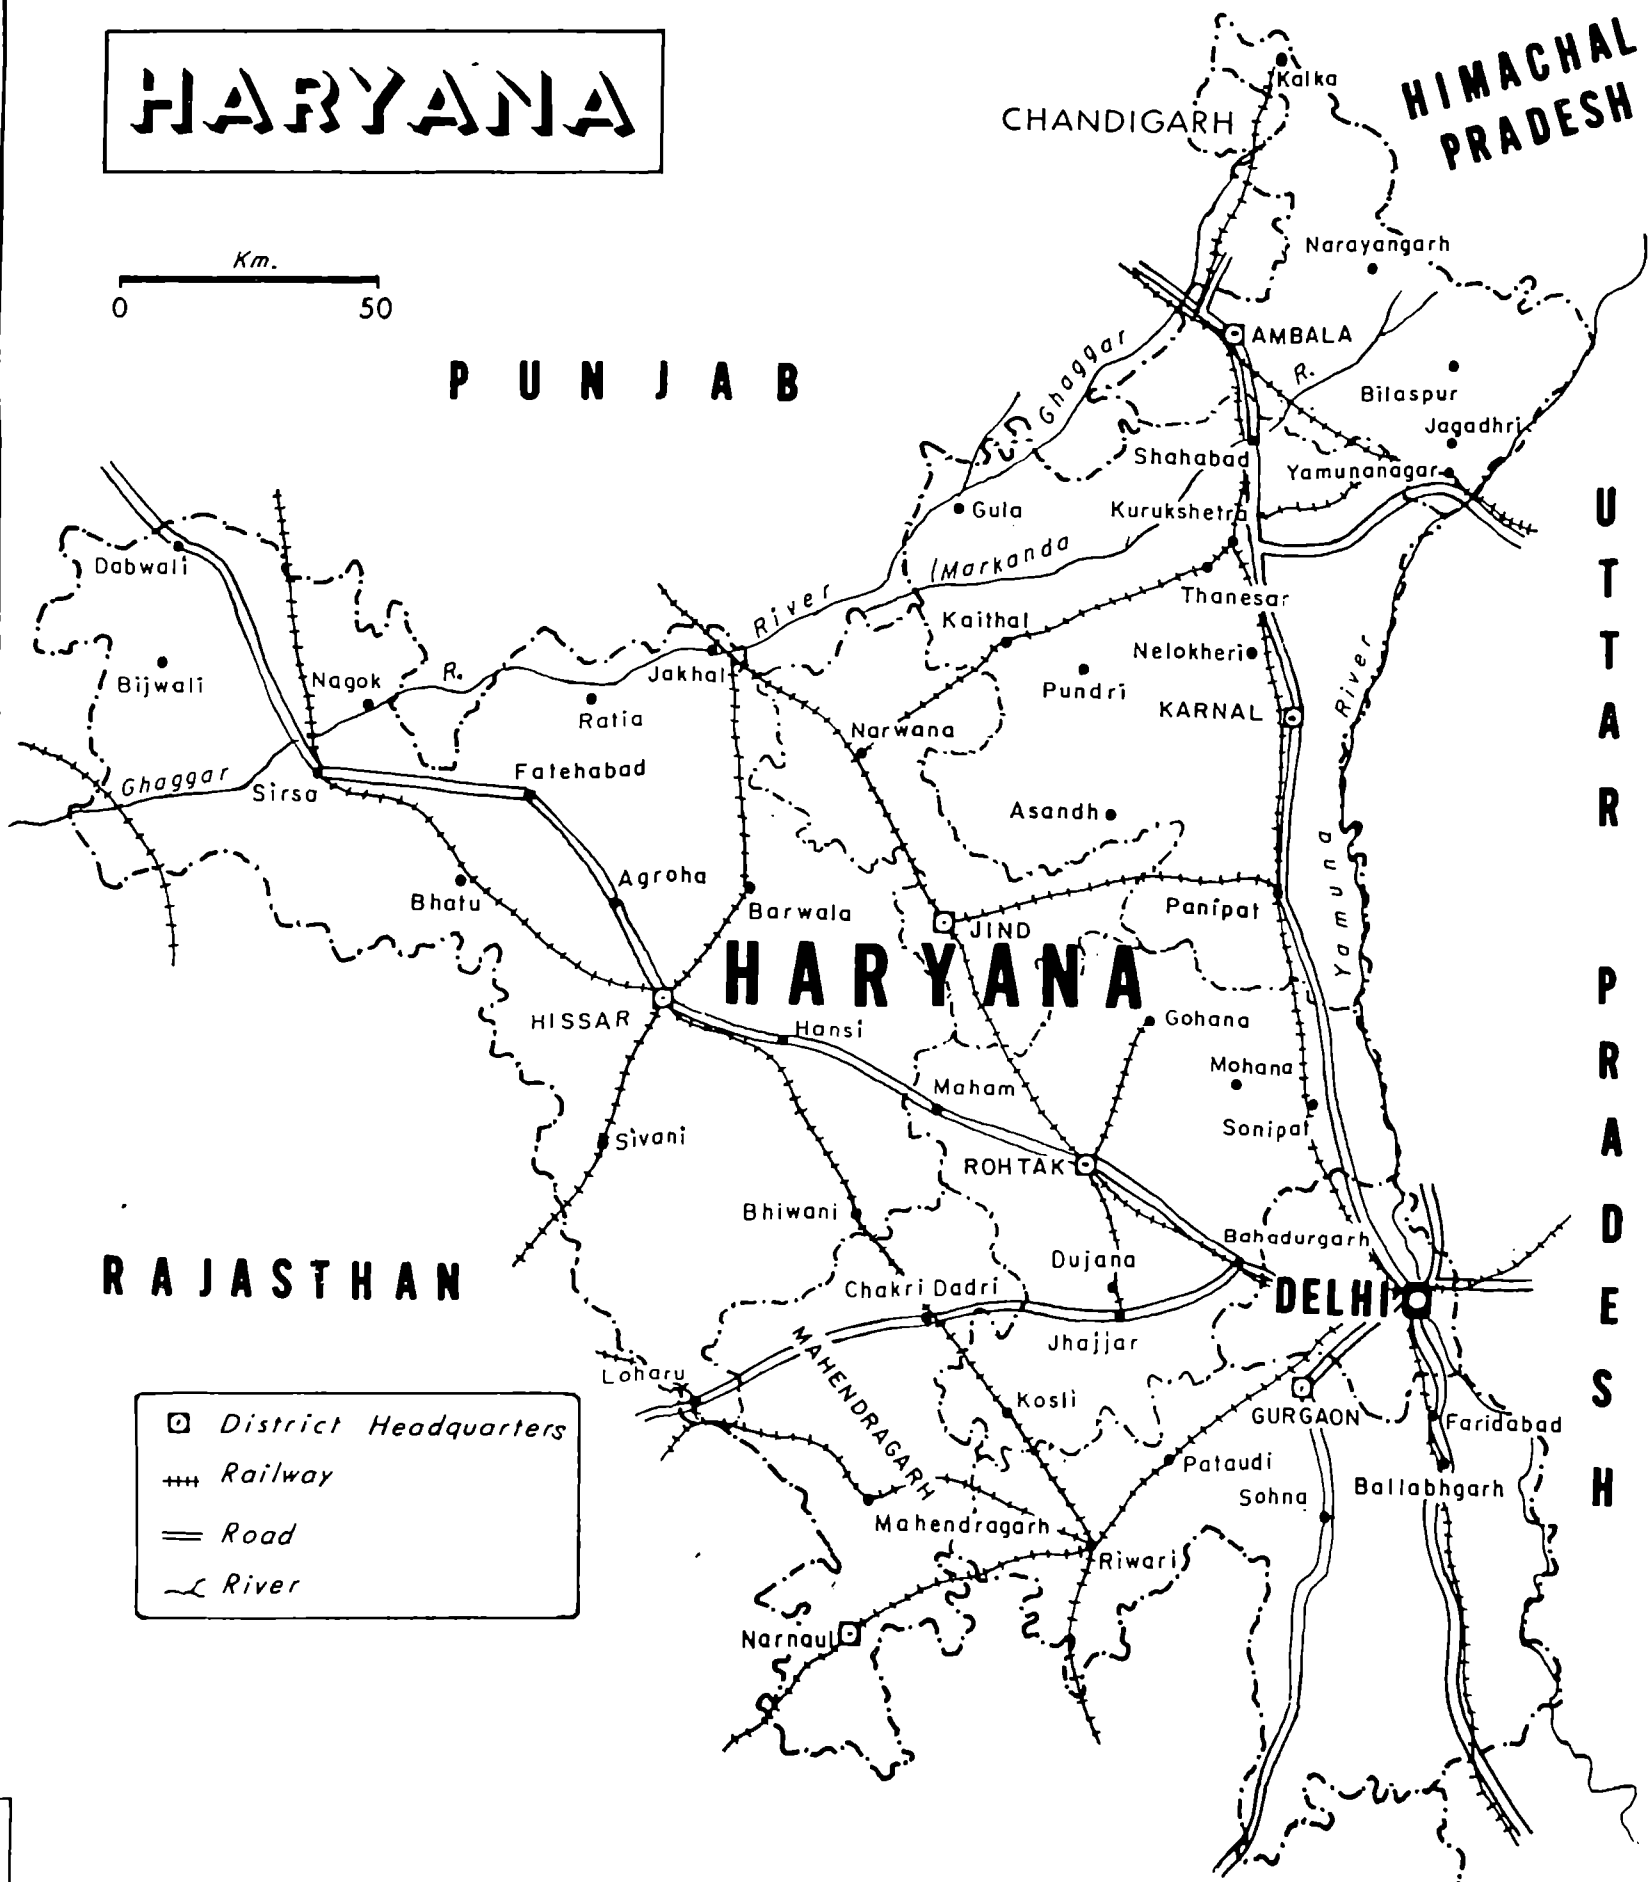 HARYANA
Km.
0 50
HIMACHAL
PRADESH
CHANDIGARH
Kalka
Narayangarh
AMBALA
PUNJAB
Ghaggar
R.
Bilaspur
Jagadhri
Shahabad
Yamunanagar
Gula
Kurukshetra
Markanda
River
Thanesar
Kaithal
Dabwali
Nelokheri
Bijwali
Nagok
R.
Jakhal
Pundri
Ratia
KARNAL
River
Yamuna
Narwana
Ghaggar
Sirsa
Fatehabad
Asandh
Agroha
Bhatu
Barwala
Panipat
JIND
HARYANA
HISSAR
Hansi
Gohana
Mohana
Maham
Sonipat
Sivani
ROHTAK
Bhiwani
Bahadurgarh
Dujana
RAJASTHAN
Chakri Dadri
DELHI
Jhajjar
MAHENDRAGARH
Loharu
Kosli
GURGAON
Faridabad
Pataudi
Sohna
Ballabhgarh
Mahendragarh
Riwari
Narnaul
UTTAR PRADESH
District Headquarters
Railway
Road
River